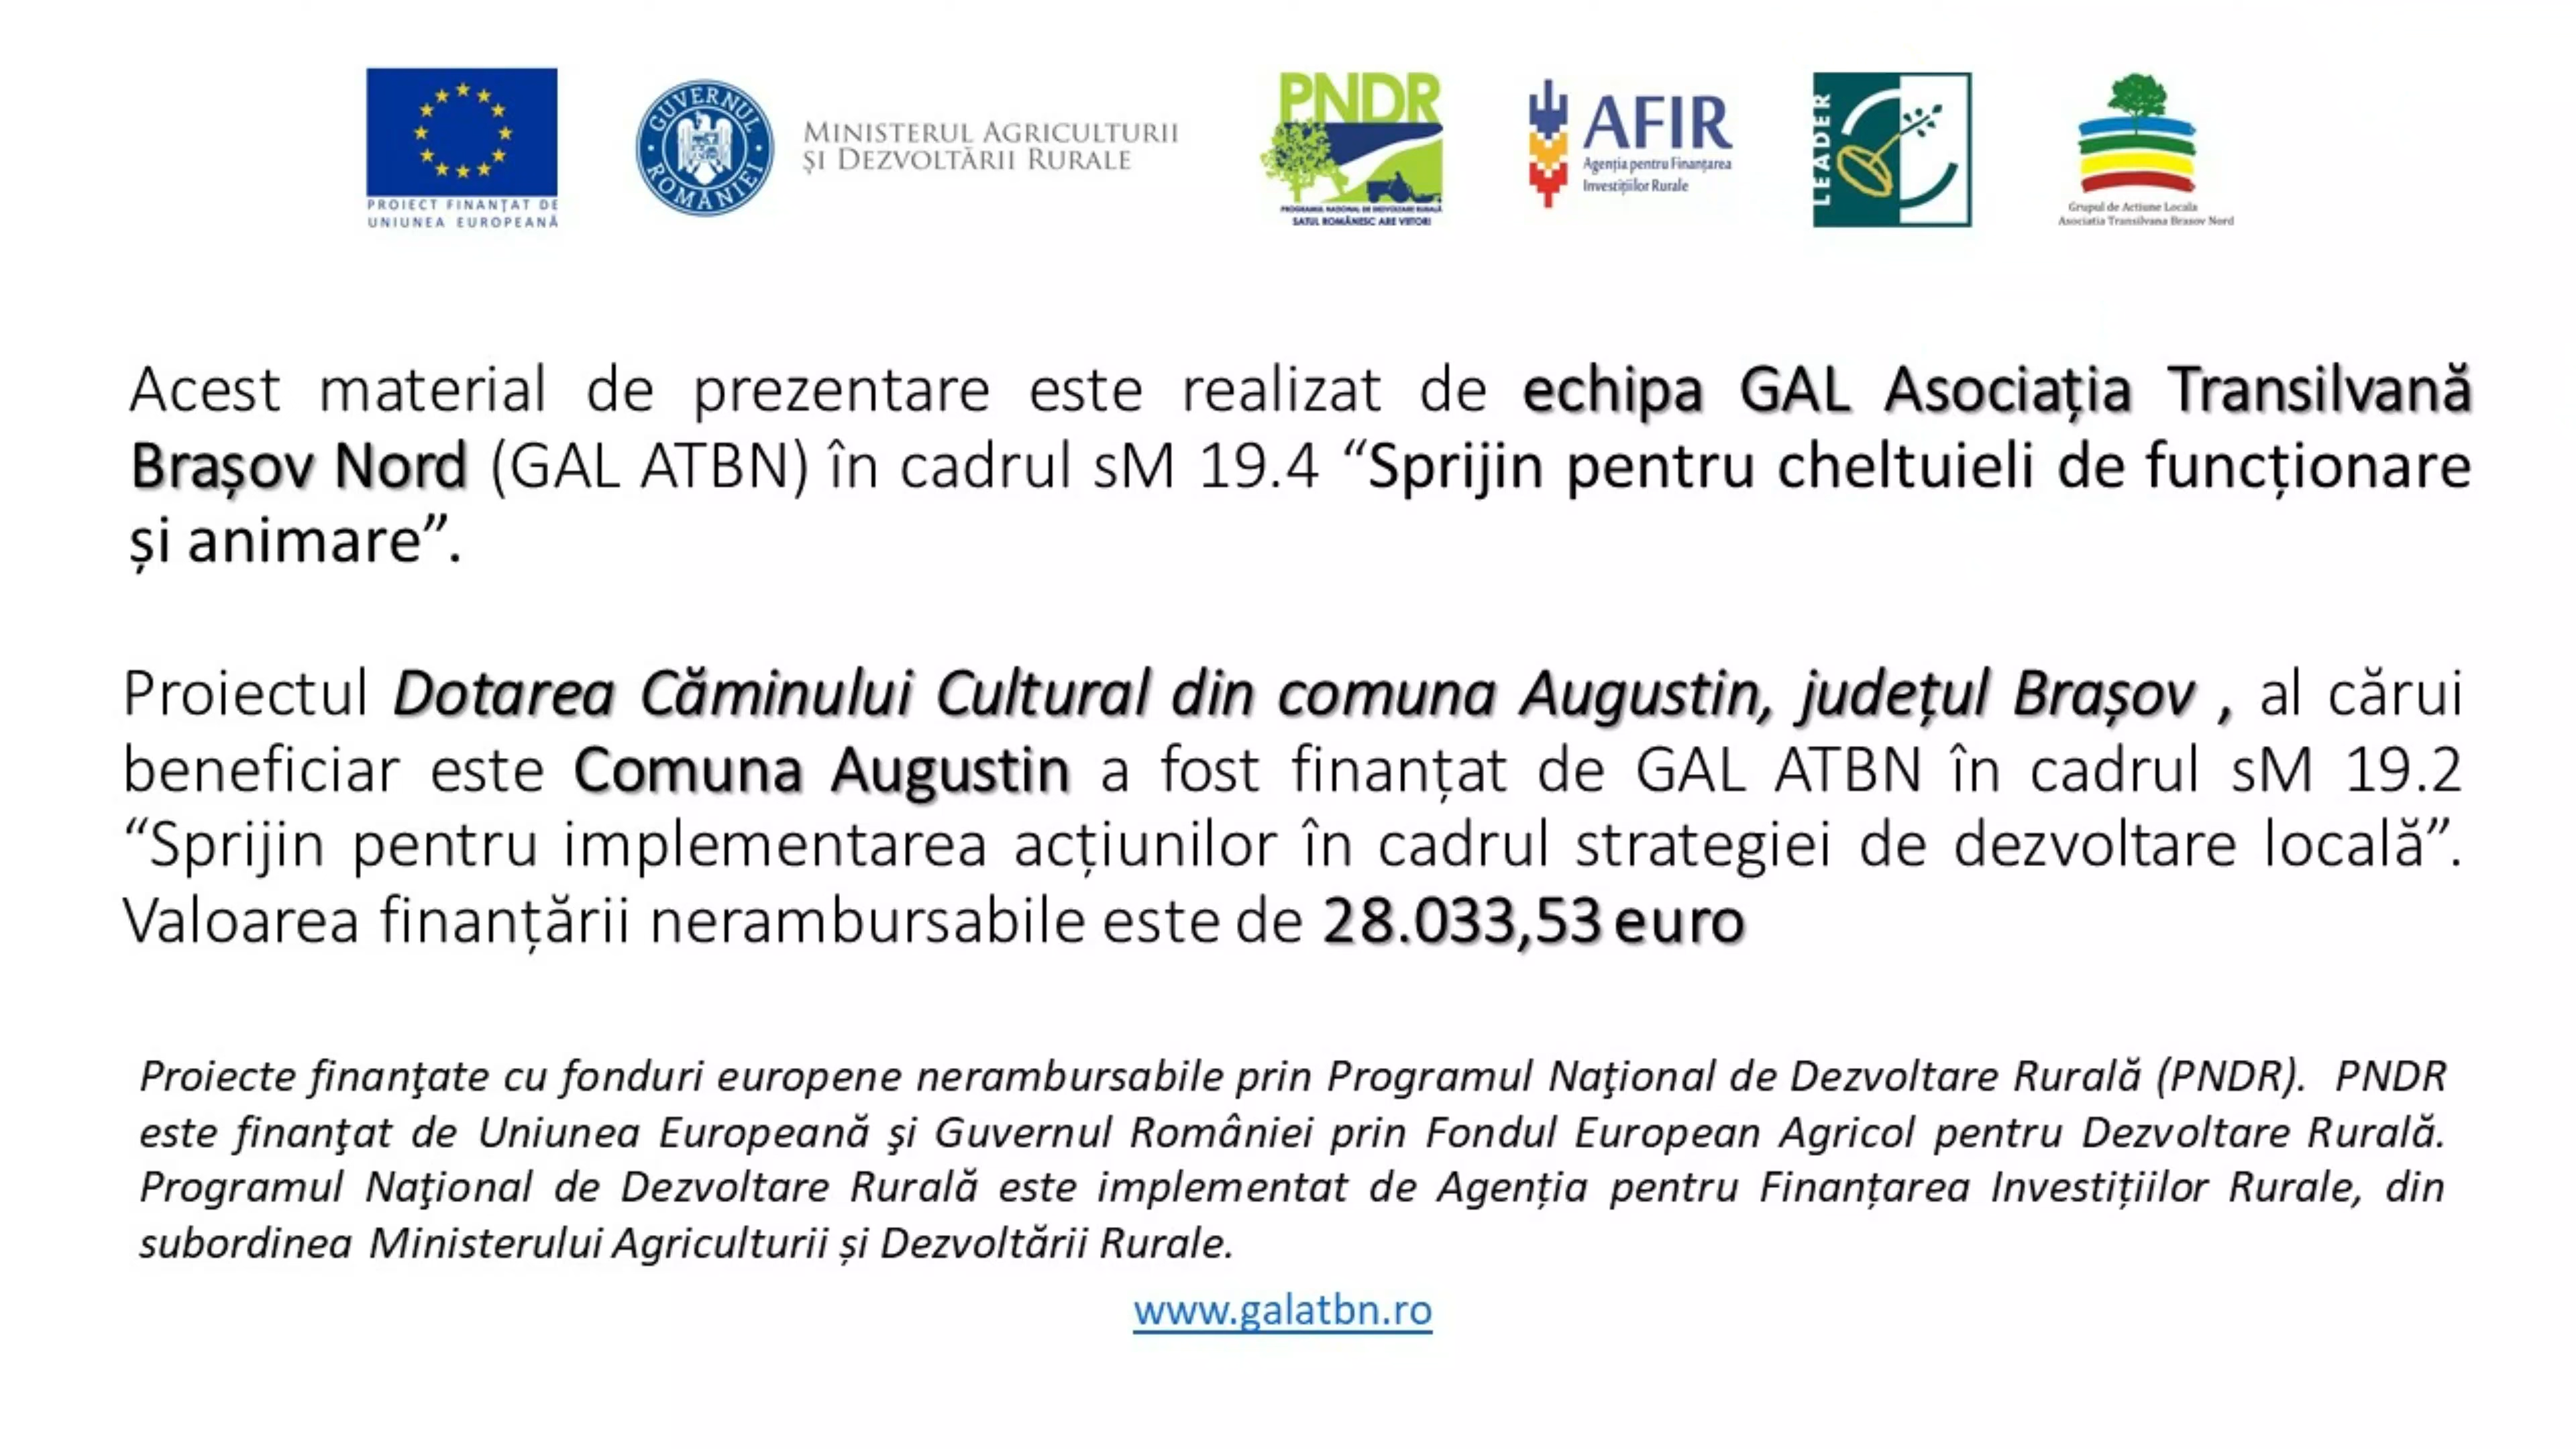 PROIECT FINANȚAT DE
UNIUNEA EUROPEANĂ
GUVERNUL ROMÂNIEI
MINISTERUL AGRICULTURII
ȘI DEZVOLTĂRII RURALE
PNDR
PROGRAMUL NAȚIONAL DE DEZVOLTARE RURALĂ
SATUL ROMÂNESC ARE VIITOR!
AFIR
Agenția pentru Finanțarea
Investițiilor Rurale
LEADER
Grupul de Actiune Locala
Asociatia Transilvana Brasov Nord
Acest material de prezentare este realizat de echipa GAL Asociația Transilvană
Brașov Nord (GAL ATBN) în cadrul sM 19.4 “Sprijin pentru cheltuieli de funcționare
și animare”.
Proiectul Dotarea Căminului Cultural din comuna Augustin, județul Brașov , al cărui
beneficiar este Comuna Augustin a fost finanțat de GAL ATBN în cadrul sM 19.2
“Sprijin pentru implementarea acțiunilor în cadrul strategiei de dezvoltare locală”.
Valoarea finanțării nerambursabile este de 28.033,53 euro
Proiecte finanţate cu fonduri europene nerambursabile prin Programul Naţional de Dezvoltare Rurală (PNDR). PNDR
este finanţat de Uniunea Europeană şi Guvernul României prin Fondul European Agricol pentru Dezvoltare Rurală.
Programul Naţional de Dezvoltare Rurală este implementat de Agenția pentru Finanțarea Investițiilor Rurale, din
subordinea Ministerului Agriculturii și Dezvoltării Rurale.
www.galatbn.ro